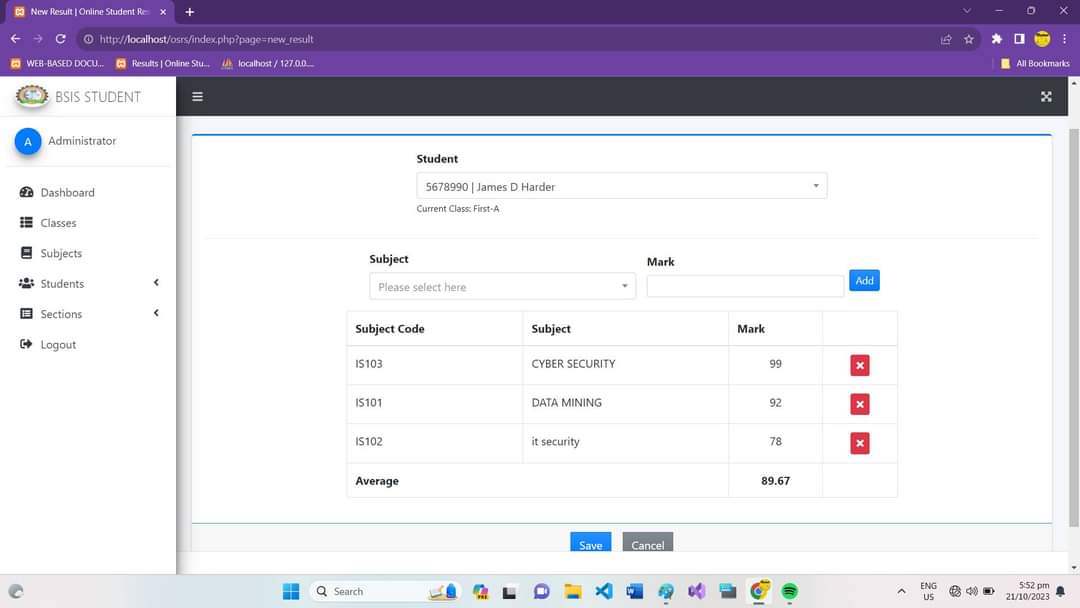 New Result | Online Student Res
http://localhost/osrs/index.php?page=new_result
WEB-BASED DOCU...
Results | Online Stu...
localhost / 127.0.0....
All Bookmarks
BSIS STUDENT
A Administrator
Dashboard
Classes
Subjects
Students
Sections
Logout
Student
5678990 | James D Harder
Current Class: First-A
Subject
Mark
Please select here
Add
Subject Code Subject Mark
IS103 CYBER SECURITY 99
IS101 DATA MINING 92
IS102 it security 78
Average 89.67
Save Cancel
Search
ENG
US
5:52 pm
21/10/2023